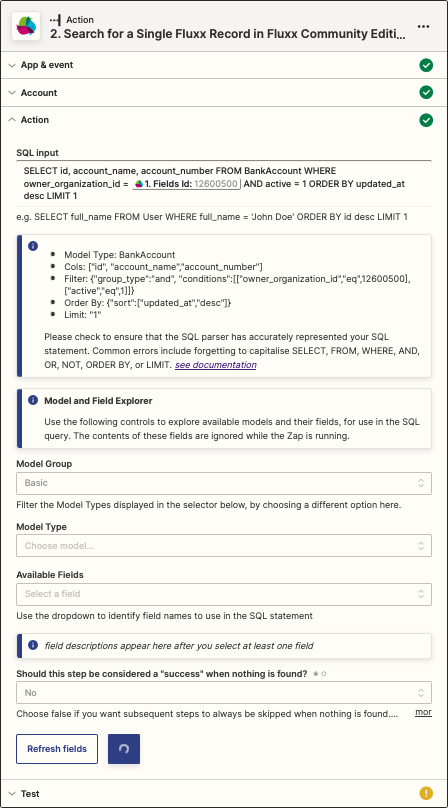 Action
2. Search for a Single Fluxx Record in Fluxx Community Editi...
App & event
Account
Action
SQL input
SELECT id, account_name, account_number FROM BankAccount WHERE
owner_organization_id = 1. Fields Id: 12600500 AND active = 1 ORDER BY updated_at
desc LIMIT 1
e.g. SELECT full_name FROM User WHERE full_name = 'John Doe' ORDER BY id desc LIMIT 1
Model Type: BankAccount
Cols: ["id", "account_name","account_number"]
Filter: {"group_type":"and", "conditions":[["owner_organization_id","eq",12600500],
["active","eq",1]]}
Order By: {"sort":["updated_at","desc"]}
Limit: "1"
Please check to ensure that the SQL parser has accurately represented your SQL
statement. Common errors include forgetting to capitalise SELECT, FROM, WHERE, AND,
OR, NOT, ORDER BY, or LIMIT. see documentation
Model and Field Explorer
Use the following controls to explore available models and their fields, for use in the SQL
query. The contents of these fields are ignored while the Zap is running.
Model Group
Basic
Filter the Model Types displayed in the selector below, by choosing a different option here.
Model Type
Choose model...
Available Fields
Select a field
Use the dropdown to identify field names to use in the SQL statement
field descriptions appear here after you select at least one field
Should this step be considered a "success" when nothing is found?
No
Choose false if you want subsequent steps to always be skipped when nothing is found.... mor
Refresh fields
Test